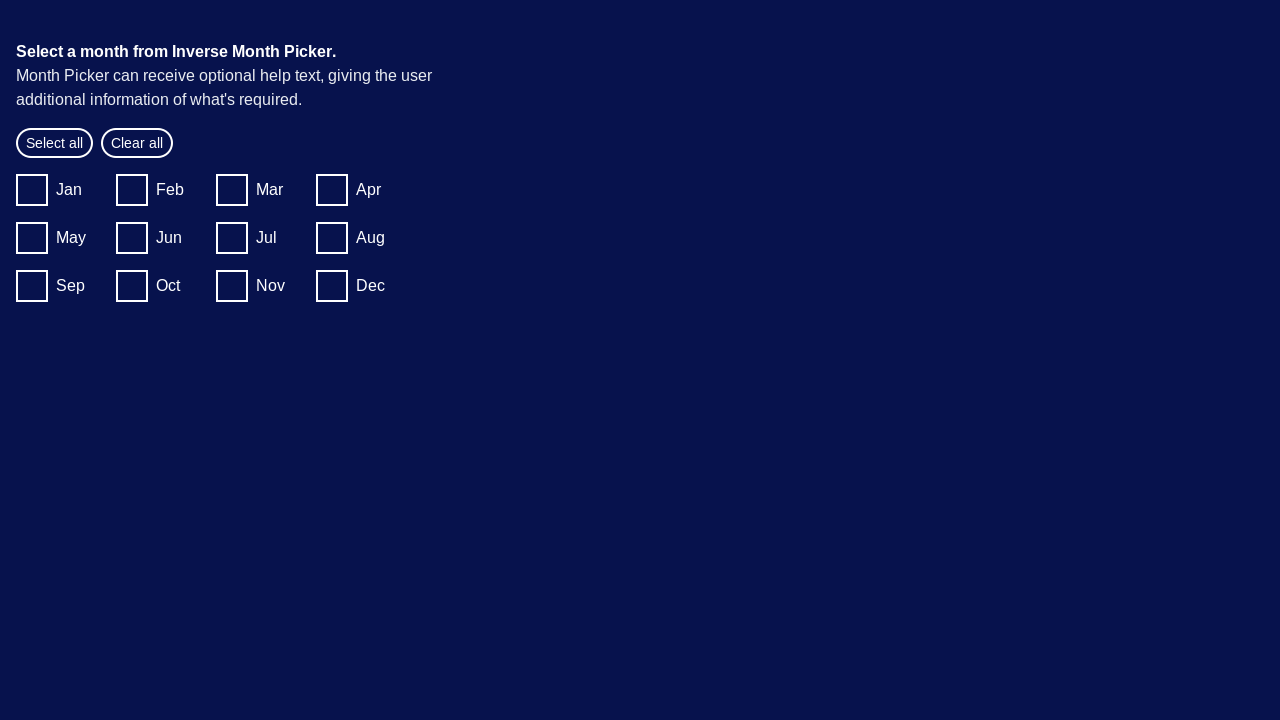 Select a month from Inverse Month Picker.
Month Picker can receive optional help text, giving the user
additional information of what's required.
Select all Clear all
Jan Feb Mar Apr
May Jun Jul Aug
Sep Oct Nov Dec